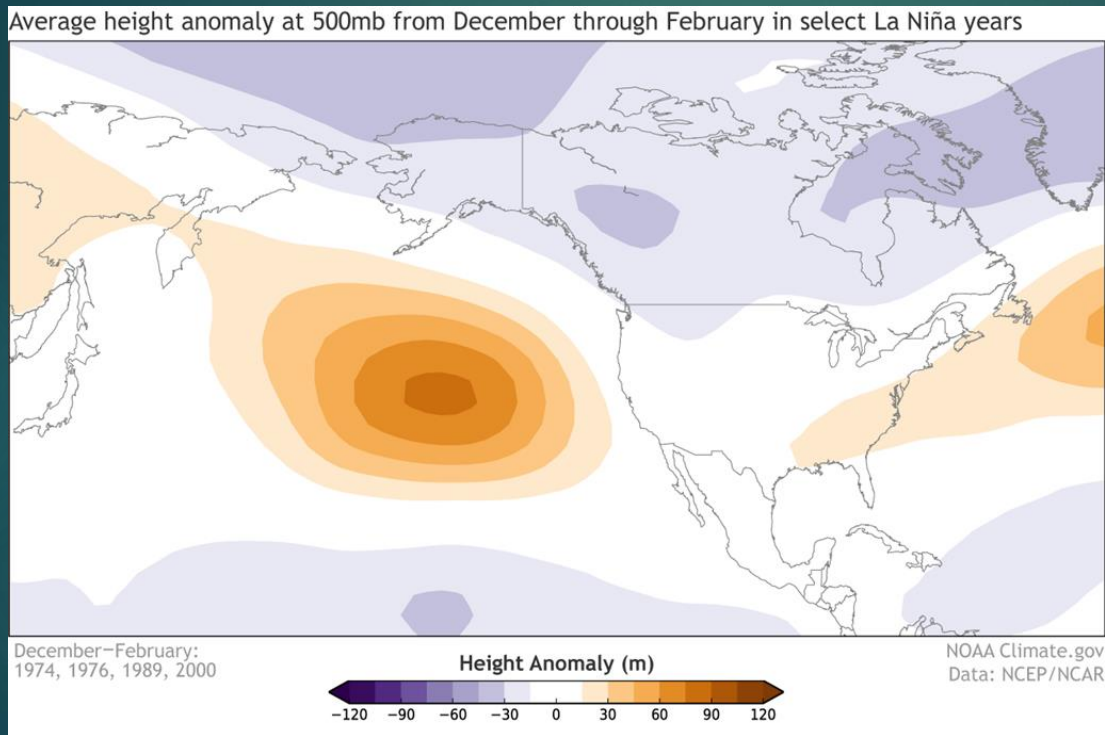 Average height anomaly at 500mb from December through February in select La Niña years
December−February:
1974, 1976, 1989, 2000
NOAA Climate.gov
Data: NCEP/NCAR
Height Anomaly (m)
−120 −90 −60 −30 0 30 60 90 120